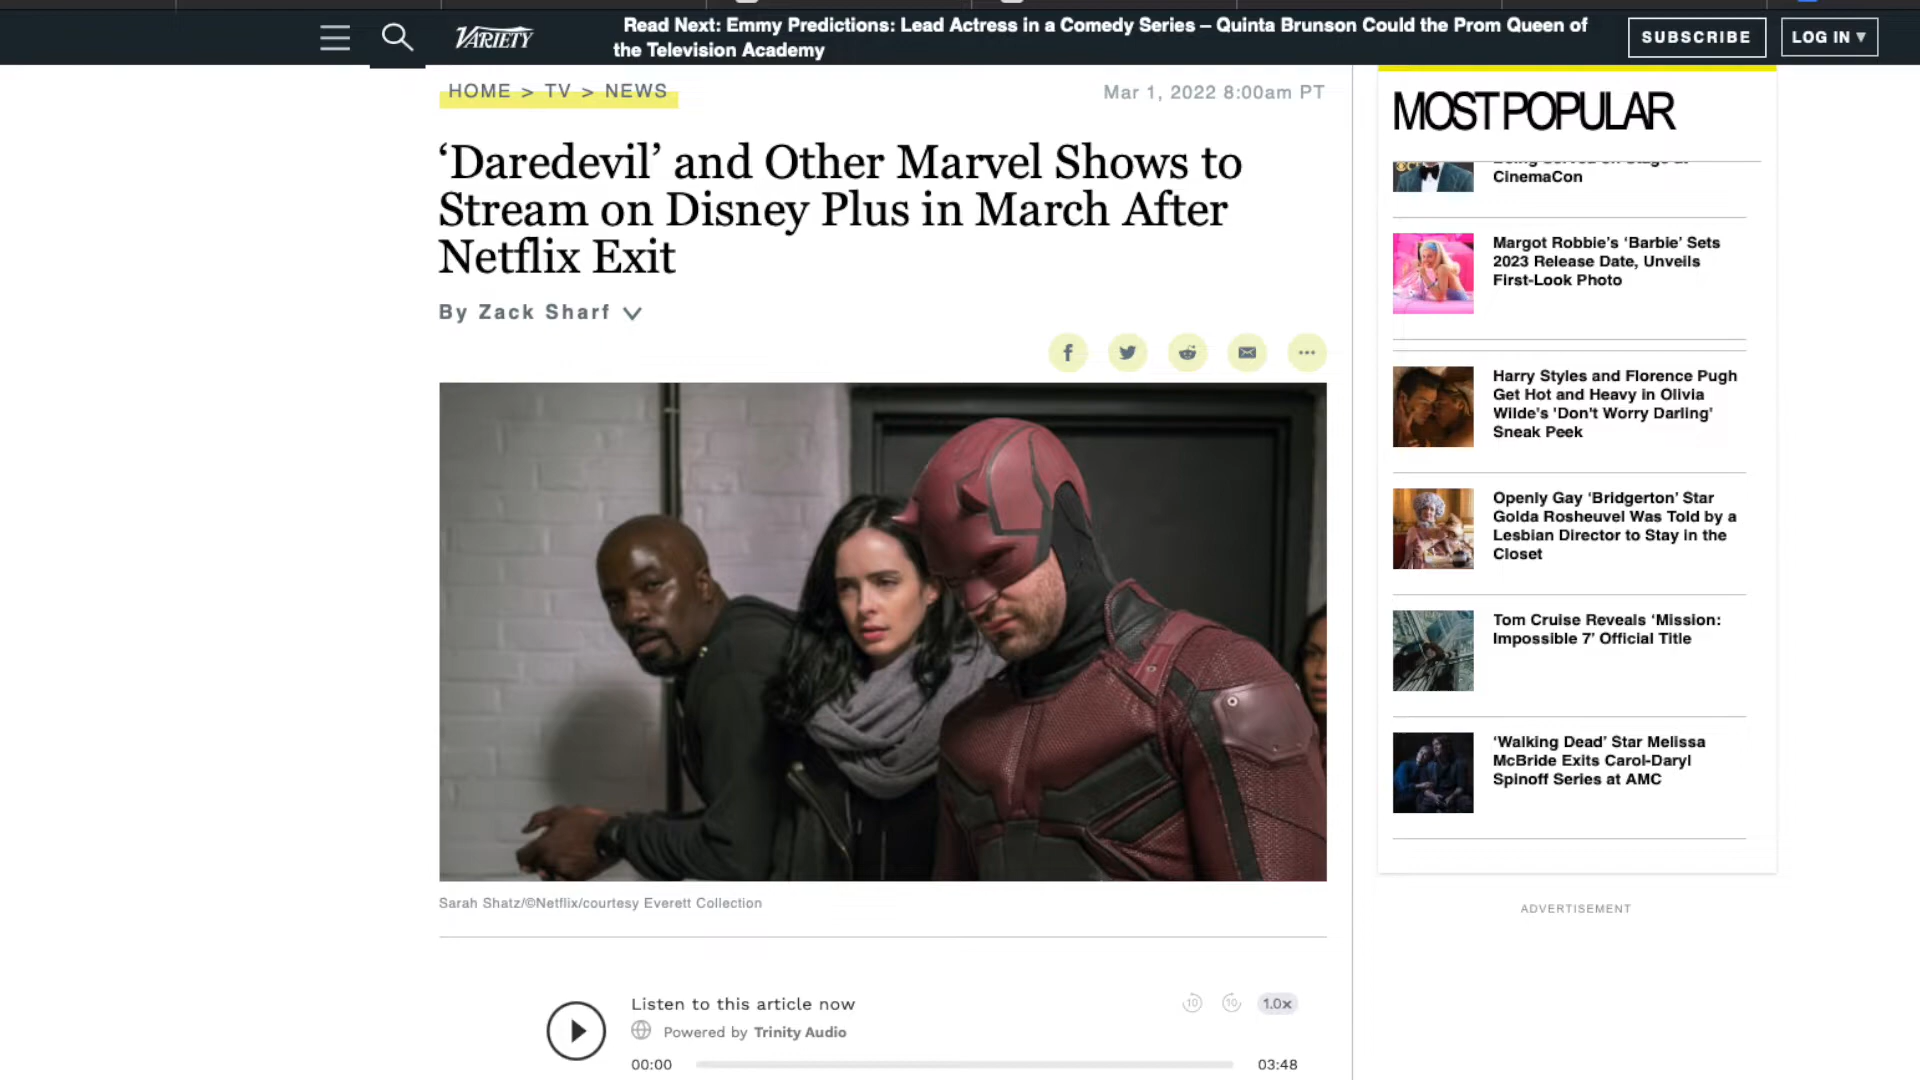 VARIETY
Read Next: Emmy Predictions: Lead Actress in a Comedy Series – Quinta Brunson Could the Prom Queen of
the Television Academy
SUBSCRIBE
LOG IN ▼
HOME > TV > NEWS
Mar 1, 2022 8:00am PT
‘Daredevil’ and Other Marvel Shows to
Stream on Disney Plus in March After
Netflix Exit
By Zack Sharf
Sarah Shatz/©Netflix/courtesy Everett Collection
Listen to this article now
10
10
1.0x
Powered by Trinity Audio
00:00
03:48
MOST POPULAR
CinemaCon
Margot Robbie’s ‘Barbie’ Sets
2023 Release Date, Unveils
First-Look Photo
Harry Styles and Florence Pugh
Get Hot and Heavy in Olivia
Wilde’s 'Don't Worry Darling'
Sneak Peek
Openly Gay ‘Bridgerton’ Star
Golda Rosheuvel Was Told by a
Lesbian Director to Stay in the
Closet
Tom Cruise Reveals ‘Mission:
Impossible 7’ Official Title
‘Walking Dead’ Star Melissa
McBride Exits Carol-Daryl
Spinoff Series at AMC
ADVERTISEMENT